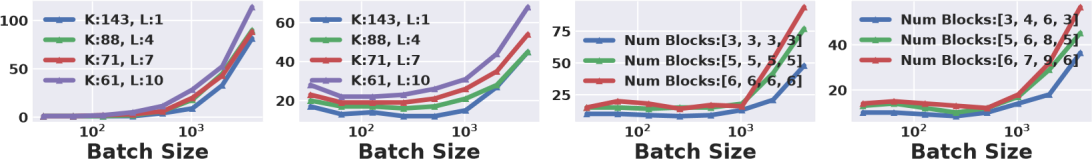 K:143, L:1
K:88, L:4
K:71, L:7
K:61, L:10
100
50
0
10²
10³
Batch Size
K:143, L:1
K:88, L:4
K:71, L:7
K:61, L:10
60
40
20
10²
10³
Batch Size
Num Blocks:[3, 3, 3, 3]
Num Blocks:[5, 5, 5, 5]
Num Blocks:[6, 6, 6, 6]
75
50
25
10²
10³
Batch Size
Num Blocks:[3, 4, 6, 3]
Num Blocks:[5, 6, 8, 5]
Num Blocks:[6, 7, 9, 6]
40
20
10²
10³
Batch Size